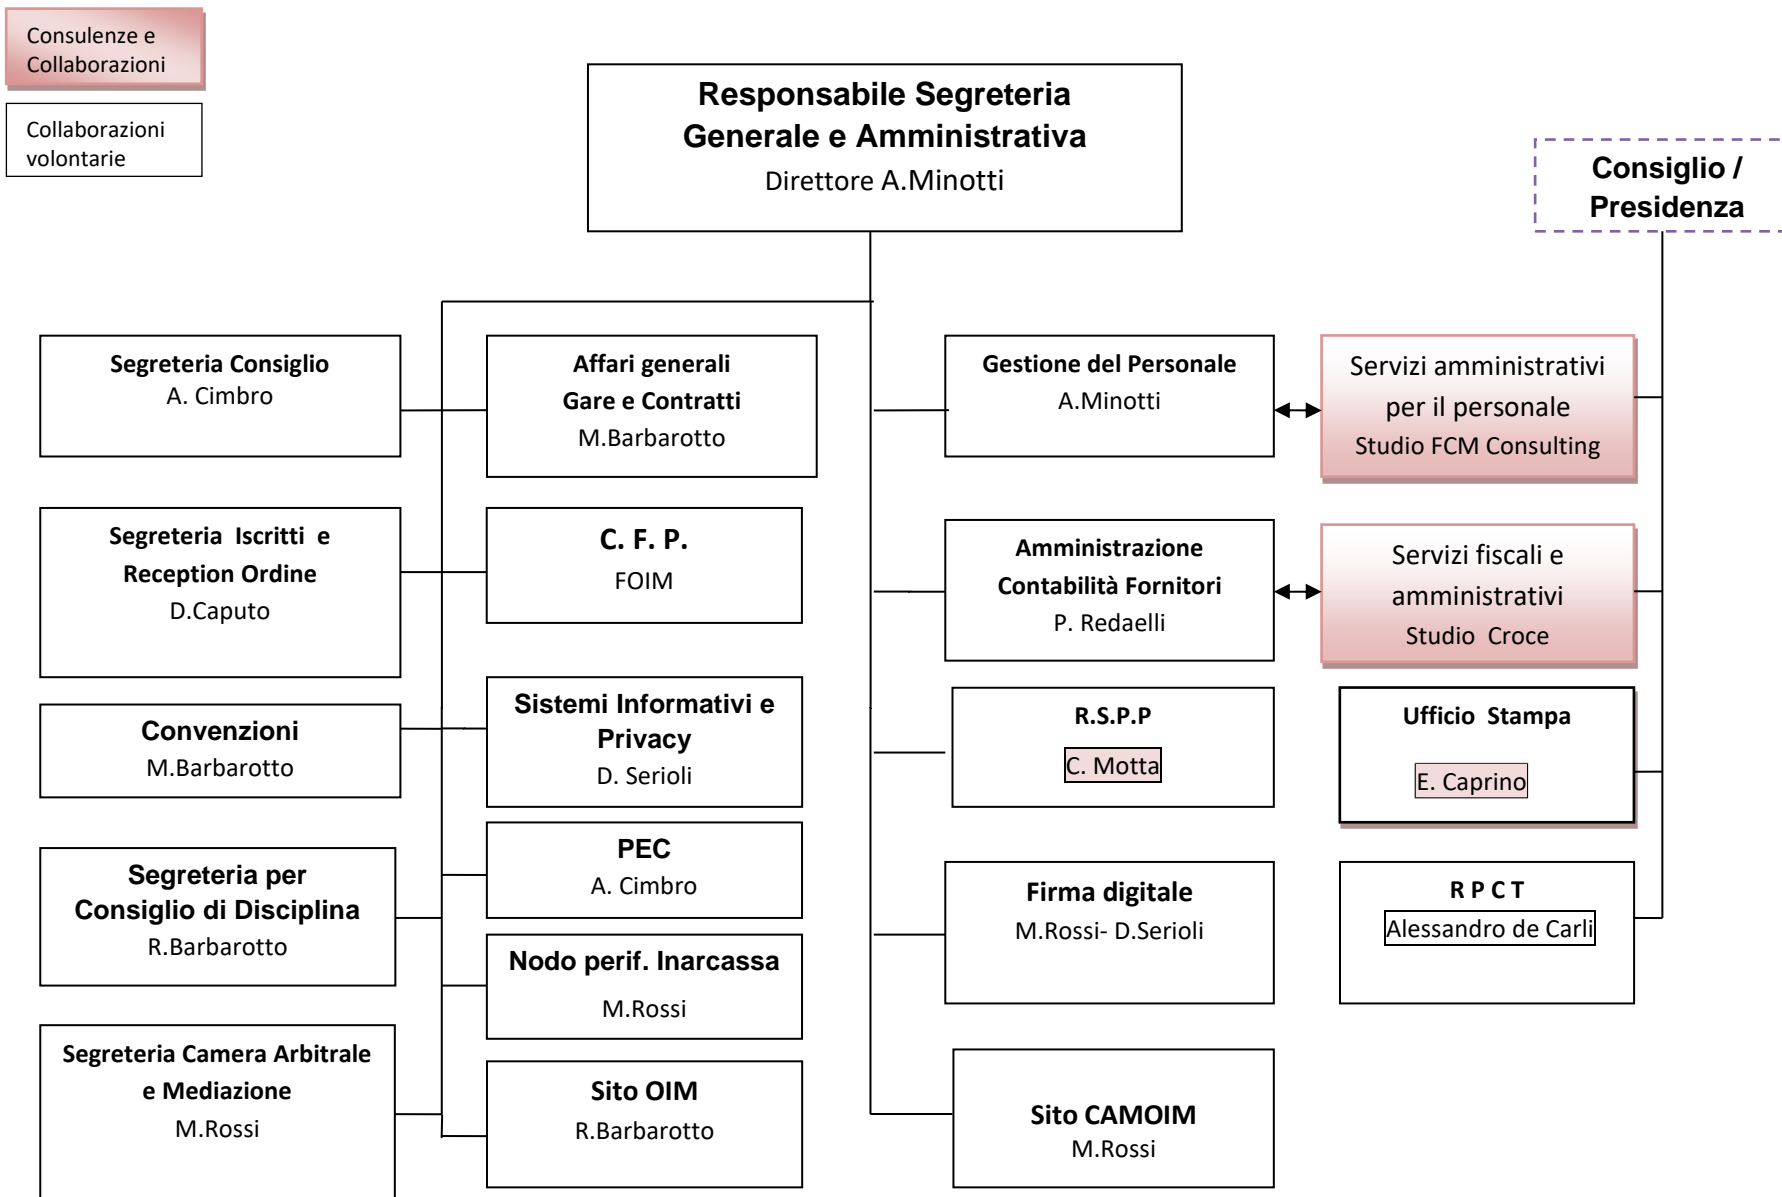 Consulenze e
Collaborazioni
Collaborazioni
volontarie
Responsabile Segreteria
Generale e Amministrativa
Direttore A.Minotti
Consiglio /
Presidenza
Segreteria Consiglio
A. Cimbro
Affari generali
Gare e Contratti
M.Barbarotto
Gestione del Personale
A.Minotti
Servizi amministrativi
per il personale
Studio FCM Consulting
Segreteria Iscritti e
Reception Ordine
D.Caputo
C. F. P.
FOIM
Amministrazione
Contabilità Fornitori
P. Redaelli
Servizi fiscali e
amministrativi
Studio Croce
Convenzioni
M.Barbarotto
Sistemi Informativi e
Privacy
D. Serioli
R.S.P.P
C. Motta
Ufficio Stampa
E. Caprino
Segreteria per
Consiglio di Disciplina
R.Barbarotto
PEC
A. Cimbro
Firma digitale
M.Rossi- D.Serioli
R P C T
Alessandro de Carli
Nodo perif. Inarcassa
M.Rossi
Segreteria Camera Arbitrale
e Mediazione
M.Rossi
Sito OIM
R.Barbarotto
Sito CAMOIM
M.Rossi